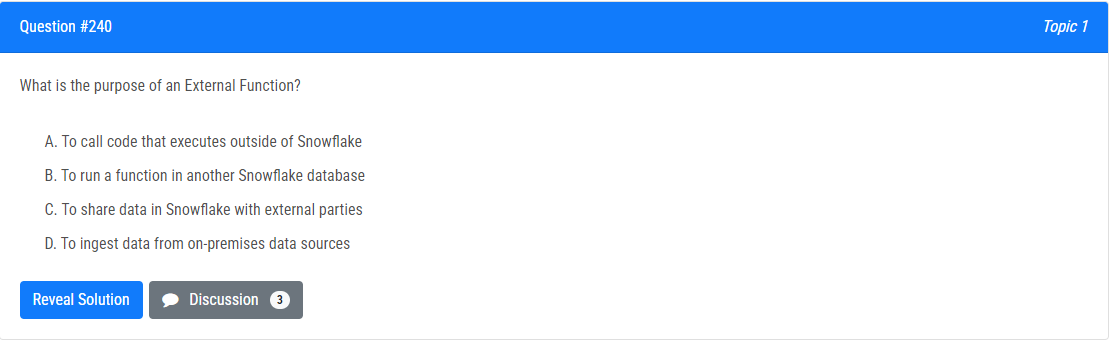 Question #240
Topic 1
What is the purpose of an External Function?
A. To call code that executes outside of Snowflake
B. To run a function in another Snowflake database
C. To share data in Snowflake with external parties
D. To ingest data from on-premises data sources
Reveal Solution
Discussion 3